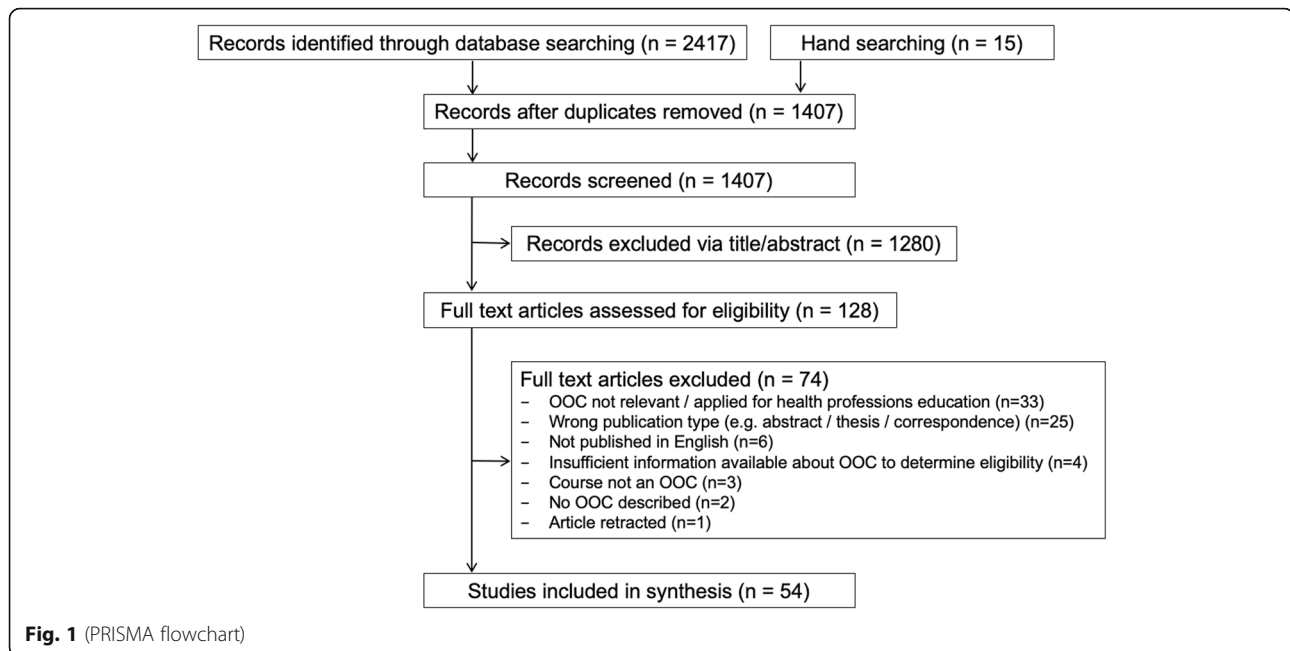 Records identified through database searching (n = 2417)
Hand searching (n = 15)
Records after duplicates removed (n = 1407)
Records screened (n = 1407)
Records excluded via title/abstract (n = 1280)
Full text articles assessed for eligibility (n = 128)
Full text articles excluded (n = 74)
− OOC not relevant / applied for health professions education (n=33)
− Wrong publication type (e.g. abstract / thesis / correspondence) (n=25)
− Not published in English (n=6)
− Insufficient information available about OOC to determine eligibility (n=4)
− Course not an OOC (n=3)
− No OOC described (n=2)
− Article retracted (n=1)
Studies included in synthesis (n = 54)
Fig. 1 (PRISMA flowchart)